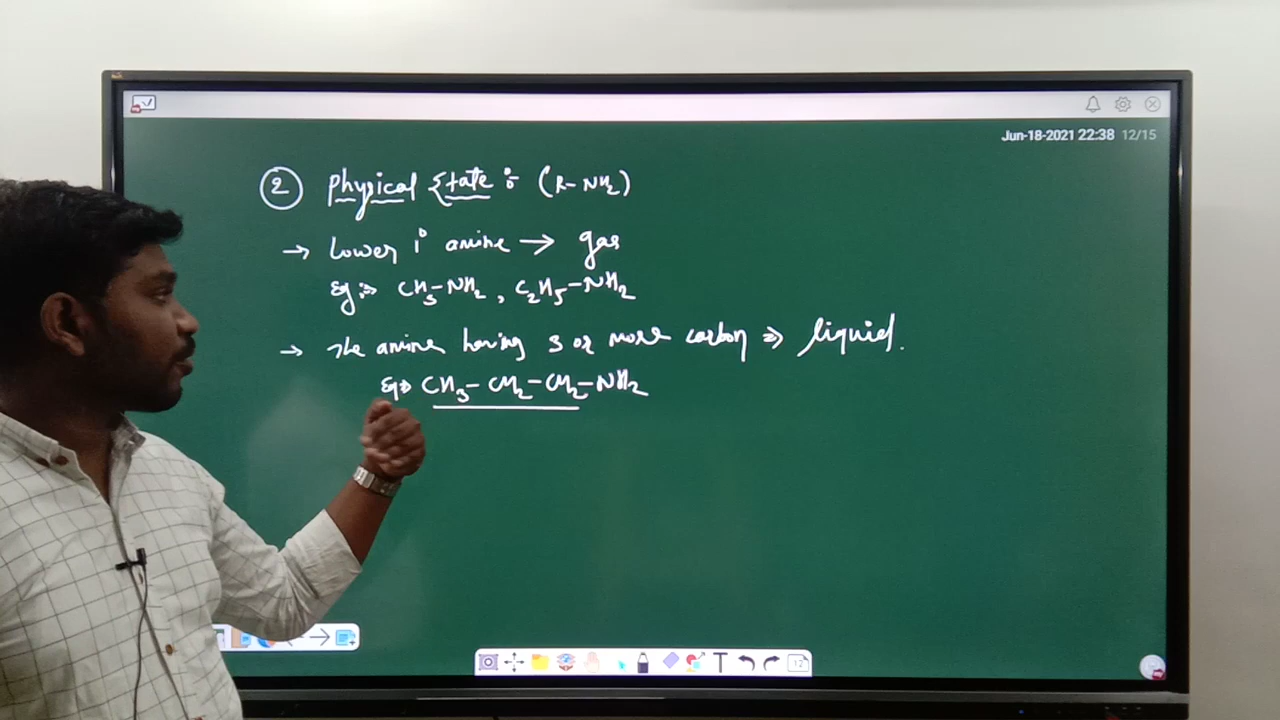 Jun-18-2021 22:38 12/15
② Physical State :- (R-NH₂)
→ Lower 1° amine → gas
Eg:⇒ CH₃-NH₂, C₂H₅-NH₂
→ The amine having 3 or more carbon ⇒ liquid.
Eg⇒ CH₃-CH₂-CH₂-NH₂
T
12